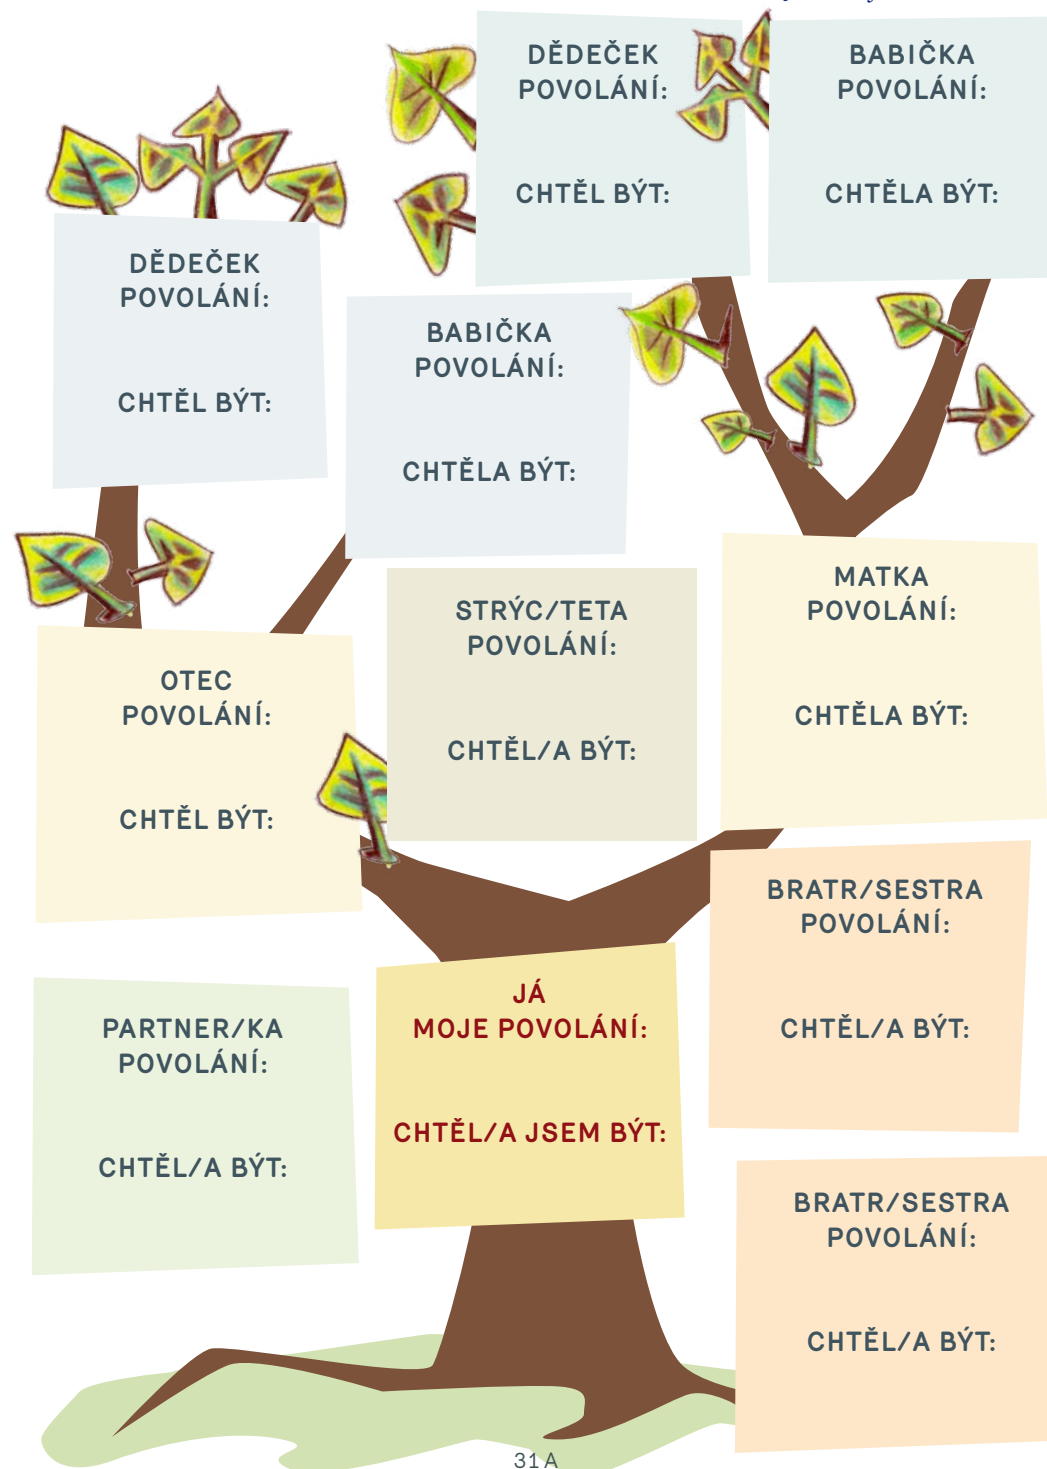 DĚDEČEK
POVOLÁNÍ:
CHTĚL BÝT:
BABIČKA
POVOLÁNÍ:
CHTĚLA BÝT:
DĚDEČEK
POVOLÁNÍ:
CHTĚL BÝT:
BABIČKA
POVOLÁNÍ:
CHTĚLA BÝT:
STRÝC/TETA
POVOLÁNÍ:
CHTĚL/A BÝT:
MATKA
POVOLÁNÍ:
CHTĚLA BÝT:
OTEC
POVOLÁNÍ:
CHTĚL BÝT:
BRATR/SESTRA
POVOLÁNÍ:
CHTĚL/A BÝT:
JÁ
MOJE POVOLÁNÍ:
CHTĚL/A JSEM BÝT:
PARTNER/KA
POVOLÁNÍ:
CHTĚL/A BÝT:
BRATR/SESTRA
POVOLÁNÍ:
CHTĚL/A BÝT:
31 A